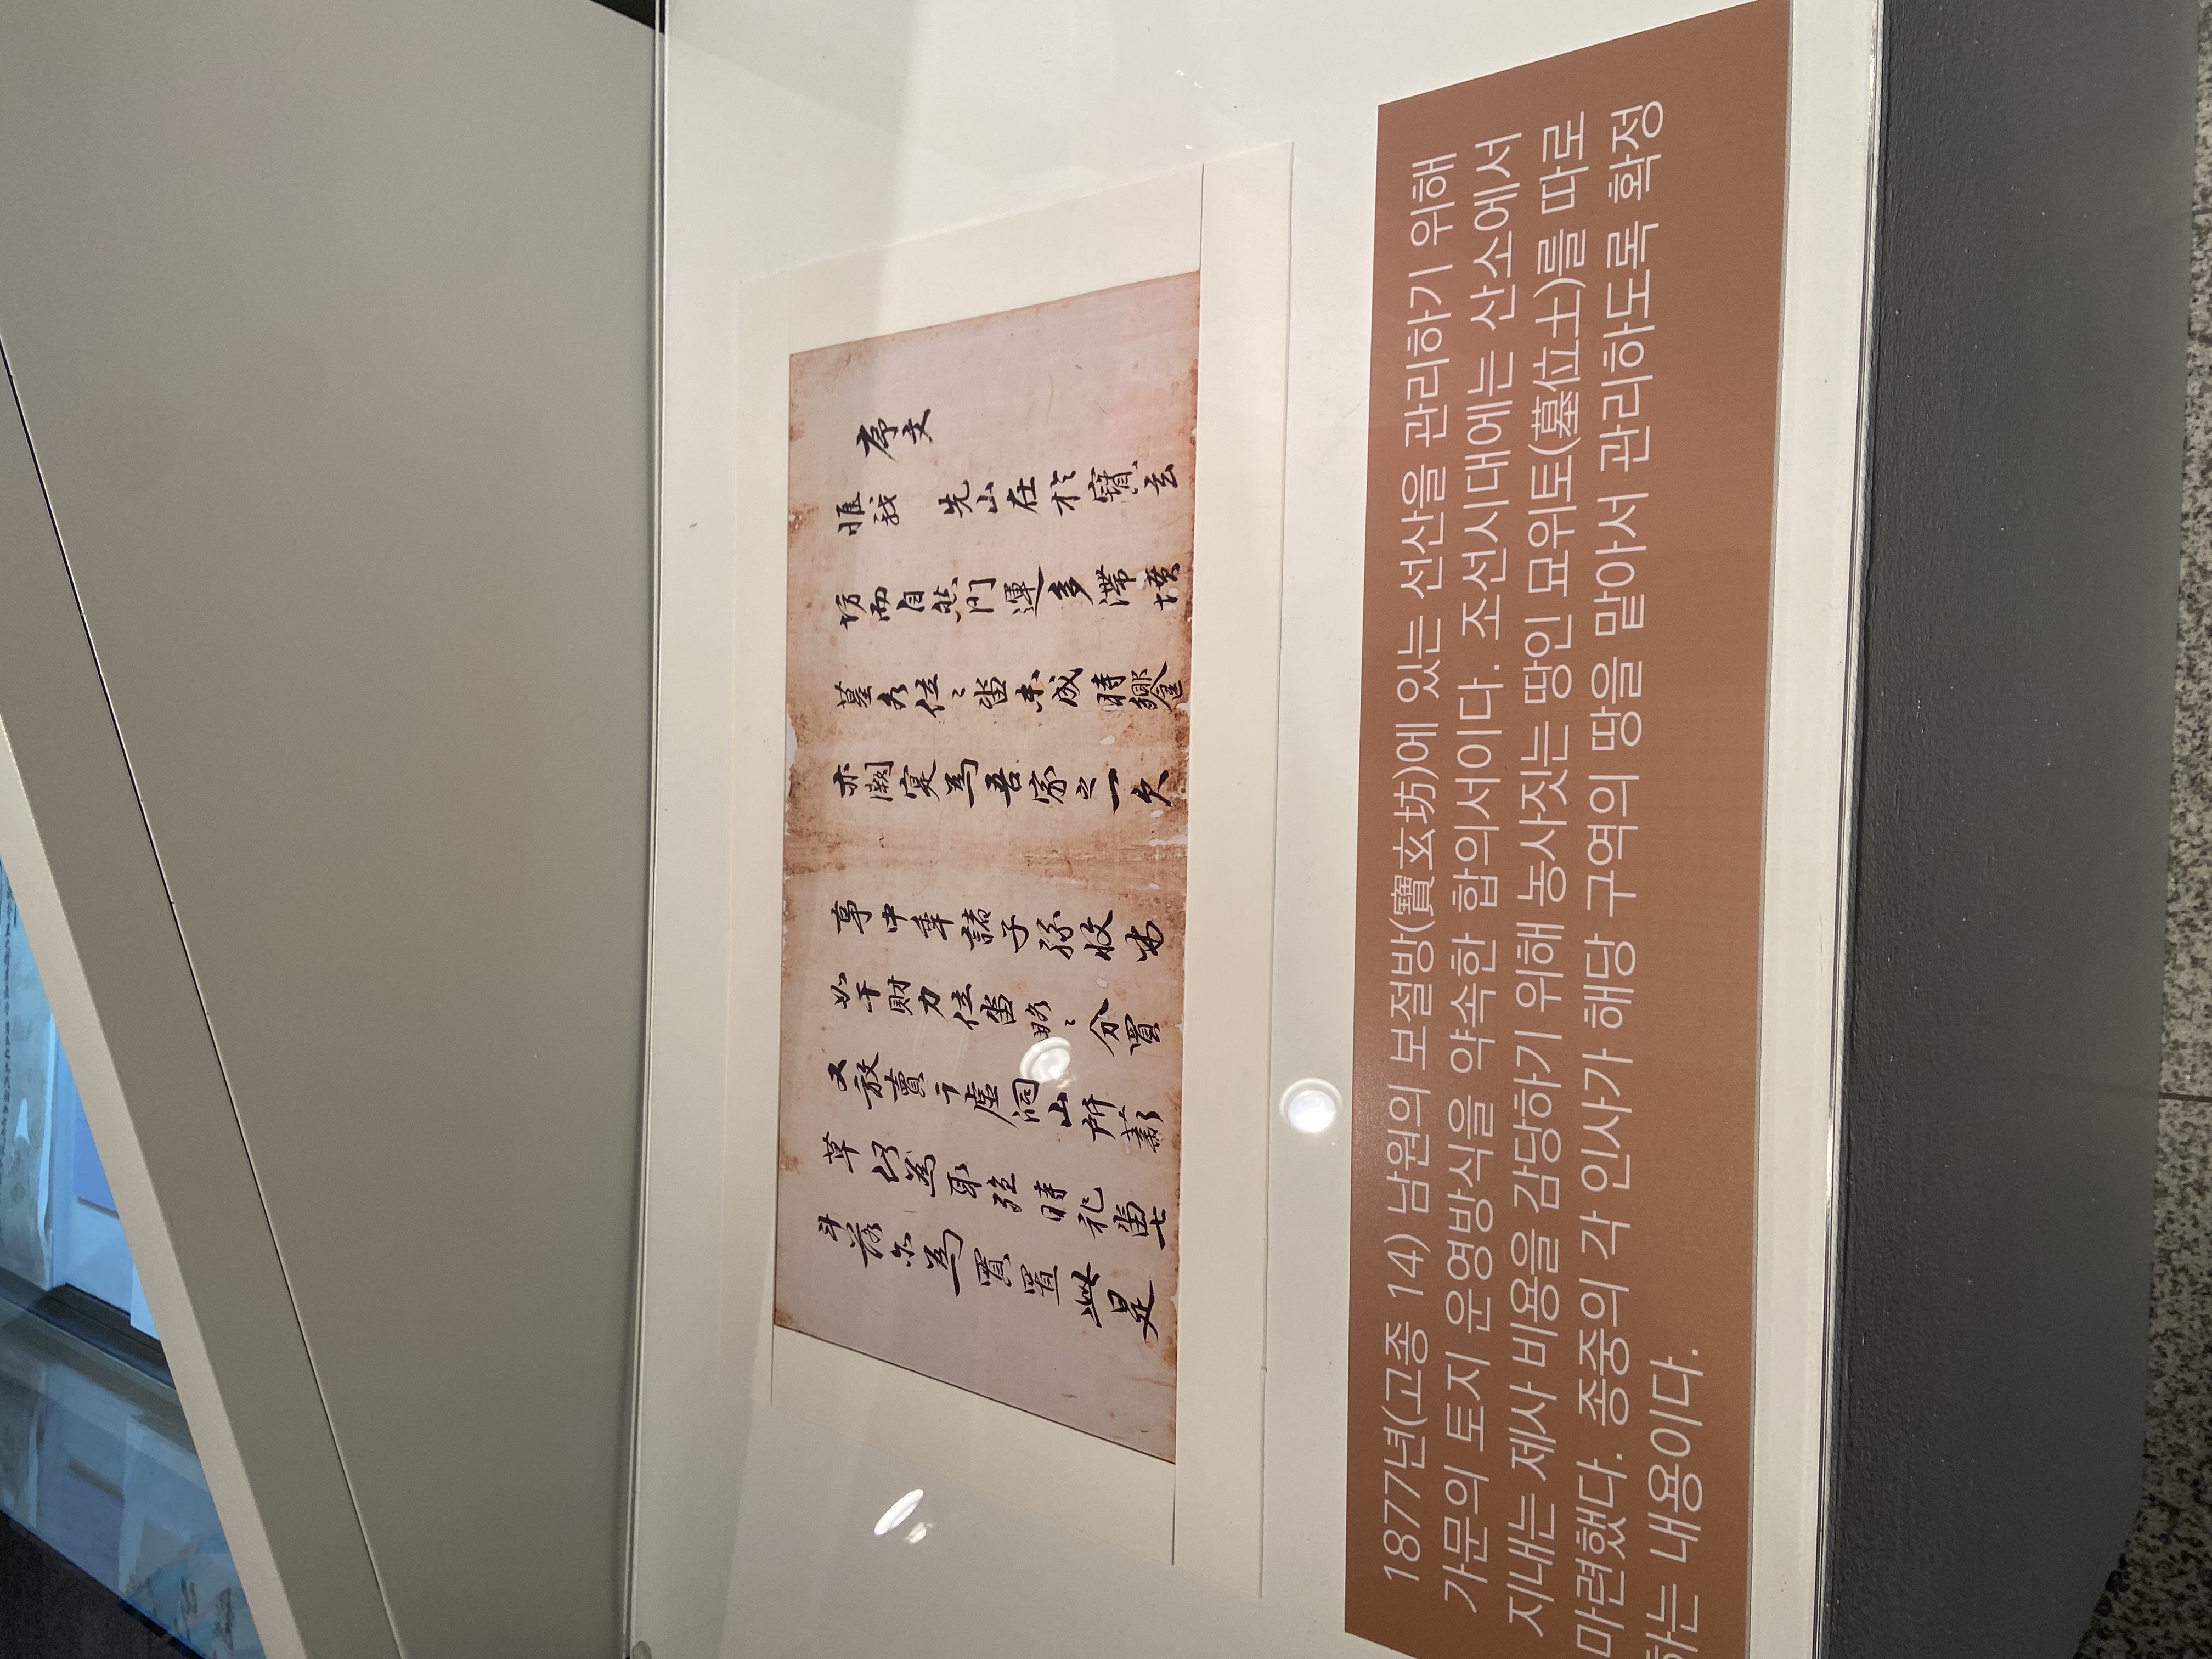 序文
惟我 先山在於寶玄
坊而自然門運多滯墳
墓各位〻畓未成時饗
亦闕寔為吾家之一欠
事中年諸子孫收
如干財力位畓略〻分買
又放賣于虛洞山所薪
草仍為取殖時祀畓七
斗落尔為買置此是
1877년(고종 14) 남원의 보절방(寶玄坊)에 있는 선산을 관리하기 위해
가문의 토지 운영방식을 약속한 합의서이다. 조선시대에는 산소에서
지내는 제사 비용을 감당하기 위해 농사짓는 땅인 묘위토(墓位土)를 따로
마련했다. 종중의 각 인사가 해당 구역의 땅을 맡아서 관리하도록 확정
하는 내용이다.